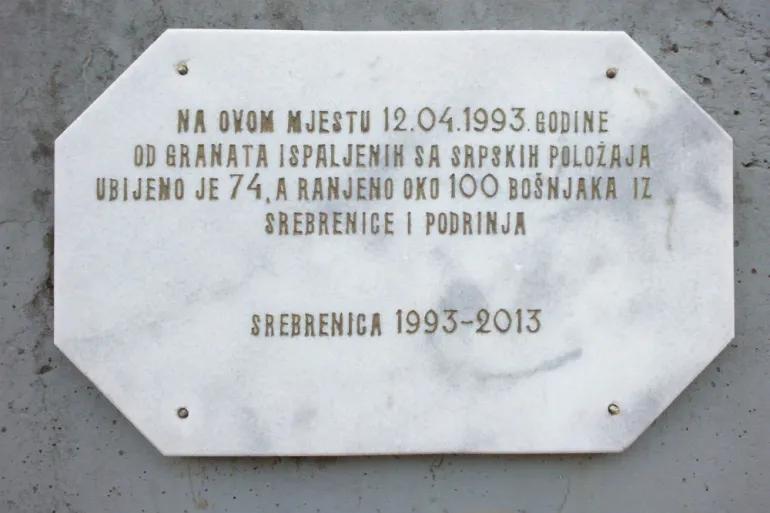 NA OVOM MJESTU 12.04.1993. GODINE
OD GRANATA ISPALJENIH SA SRPSKIH POLOŽAJA
UBIJENO JE 74, A RANJENO OKO 100 BOŠNJAKA IZ
SREBRENICE I PODRINJA
SREBRENICA 1993-2013